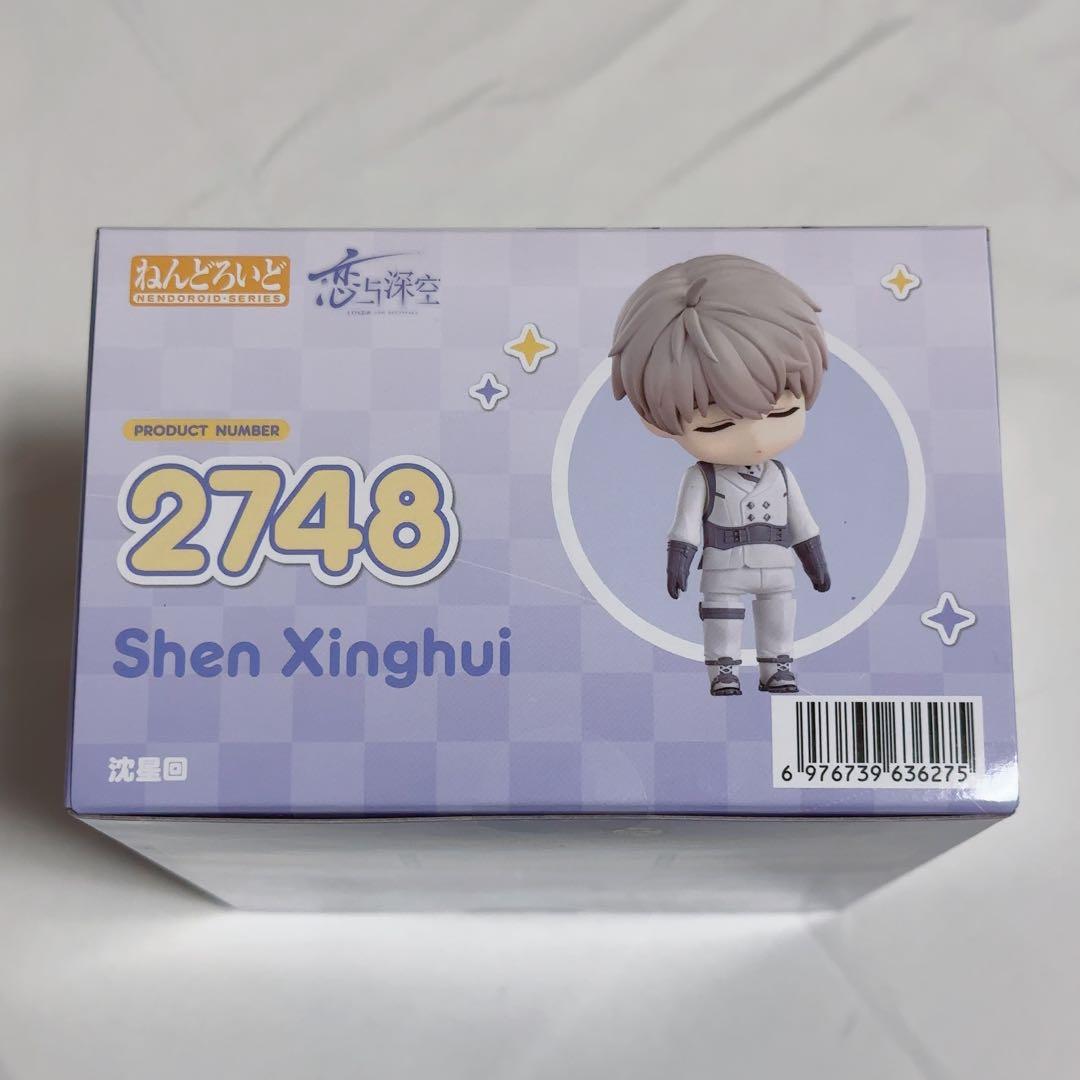 ねんどろいど
NENDOROID·SERIES
恋与深空
PRODUCT NUMBER
2748
Shen Xinghui
沈星回
6 976739 636275